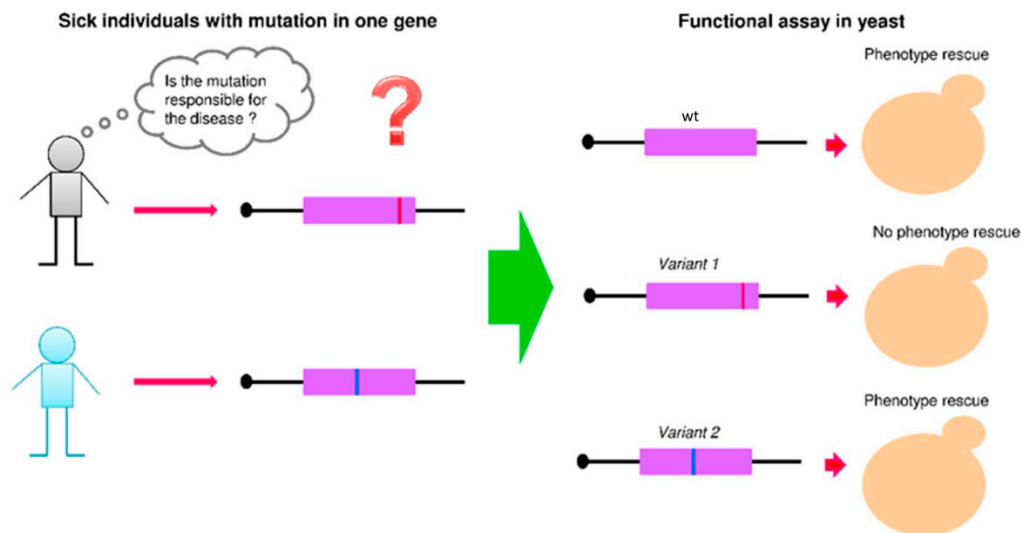 Sick individuals with mutation in one gene
Is the mutation
responsible for
the disease ?
?
Functional assay in yeast
Phenotype rescue
wt
No phenotype rescue
Variant 1
Phenotype rescue
Variant 2